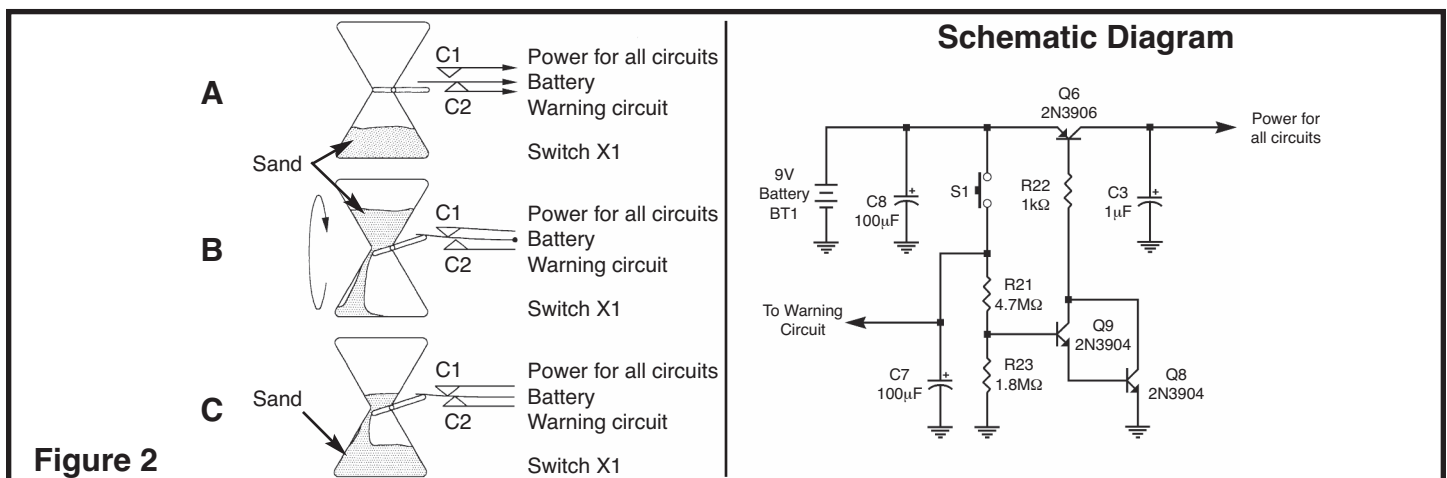 A
C1
Power for all circuits
Battery
C2
Warning circuit
Switch X1
Sand
B
C1
Power for all circuits
Battery
C2
Warning circuit
Switch X1
C
Sand
C1
Power for all circuits
Battery
C2
Warning circuit
Switch X1
Figure 2
Schematic Diagram
Q6
2N3906
Power for
all circuits
9V
Battery
BT1
C8
100μF
+
S1
R22
1kΩ
C3
1μF
+
To Warning
Circuit
R21
4.7MΩ
Q9
2N3904
C7
100μF
+
R23
1.8MΩ
Q8
2N3904